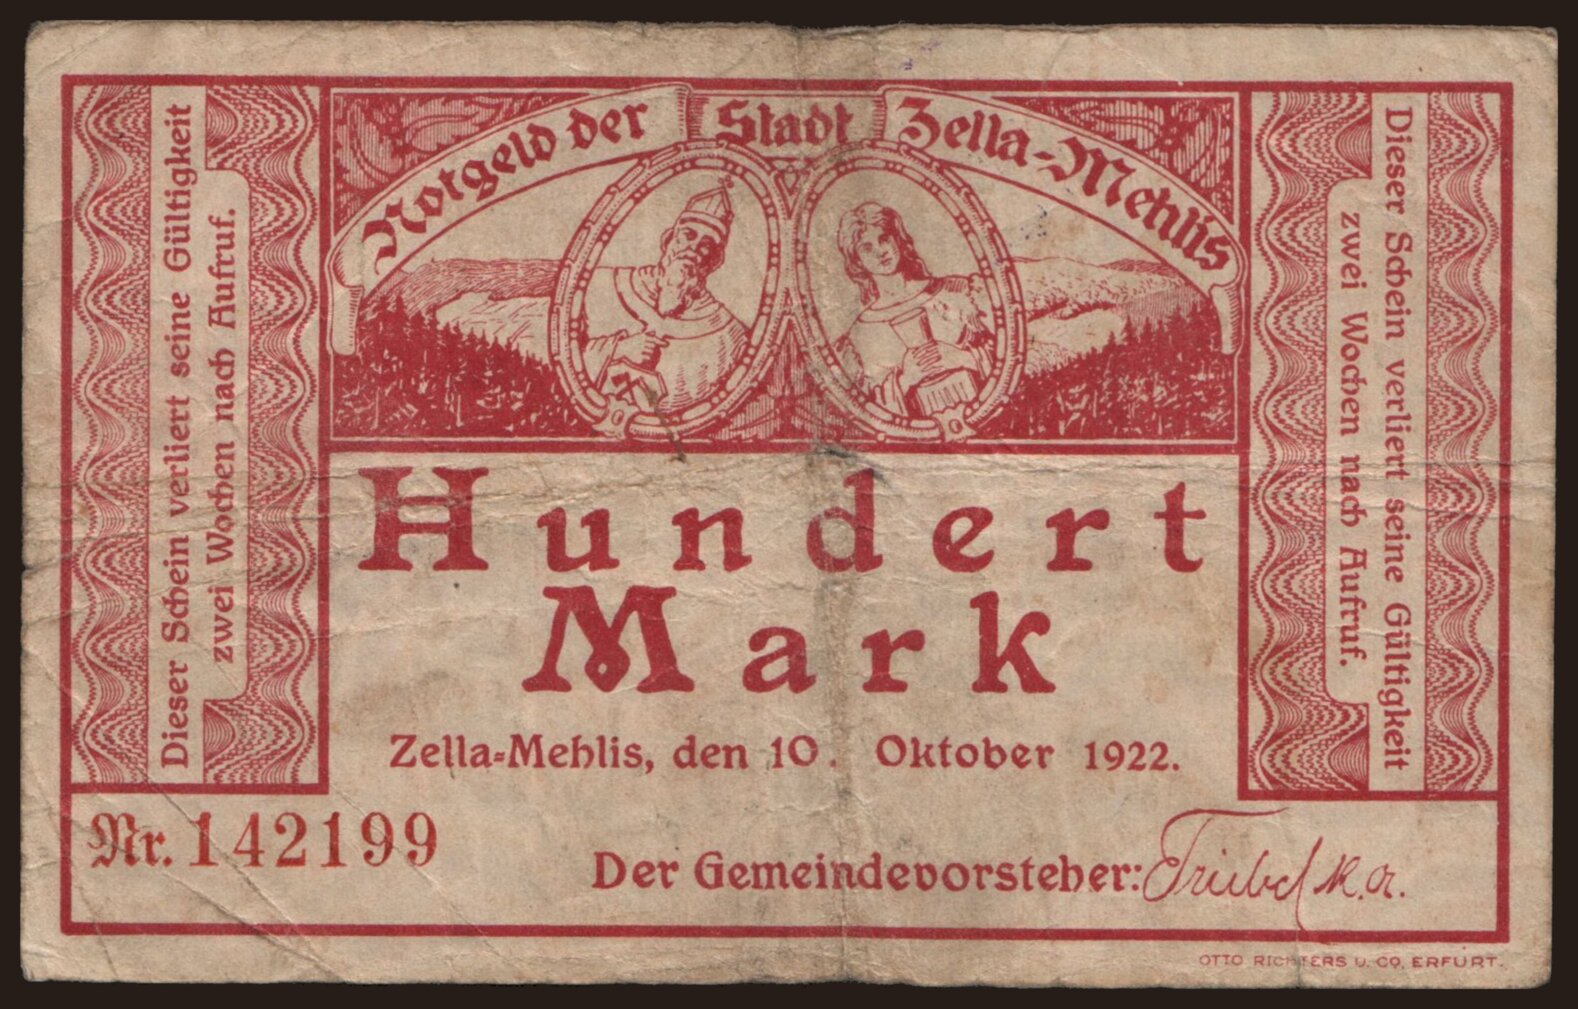 Notgeld der Stadt Zella-Mehlis
Dieser Schein verliert seine Gültigkeit
zwei Wochen nach Aufruf.
Dieser Schein verliert seine Gültigkeit
zwei Wochen nach Aufruf.
Hundert
Mark
Zella-Mehlis, den 10. Oktober 1922.
Nr. 142199
Der Gemeindevorsteher:
OTTO RICHTERS U. CO, ERFURT.